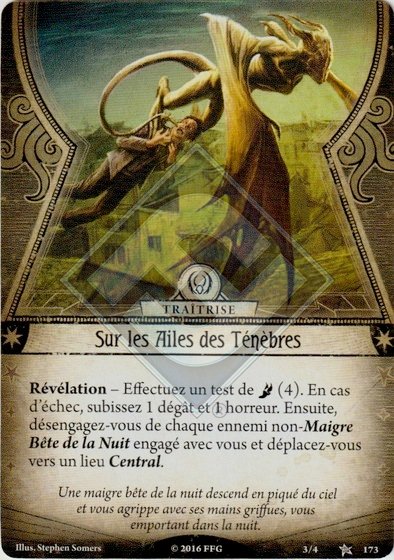 TRAÎTRISE
Sur les Ailes des Ténèbres
Révélation – Effectuez un test de (4). En cas
d'échec, subissez 1 dégât et 1 horreur. Ensuite,
désengagez-vous de chaque ennemi non-Maigre
Bête de la Nuit engagé avec vous et déplacez-vous
vers un lieu Central.
Une maigre bête de la nuit descend en piqué du ciel
et vous agrippe avec ses mains griffues, vous
emportant dans la nuit.
Illus. Stephen Somers © 2016 FFG 3/4 173